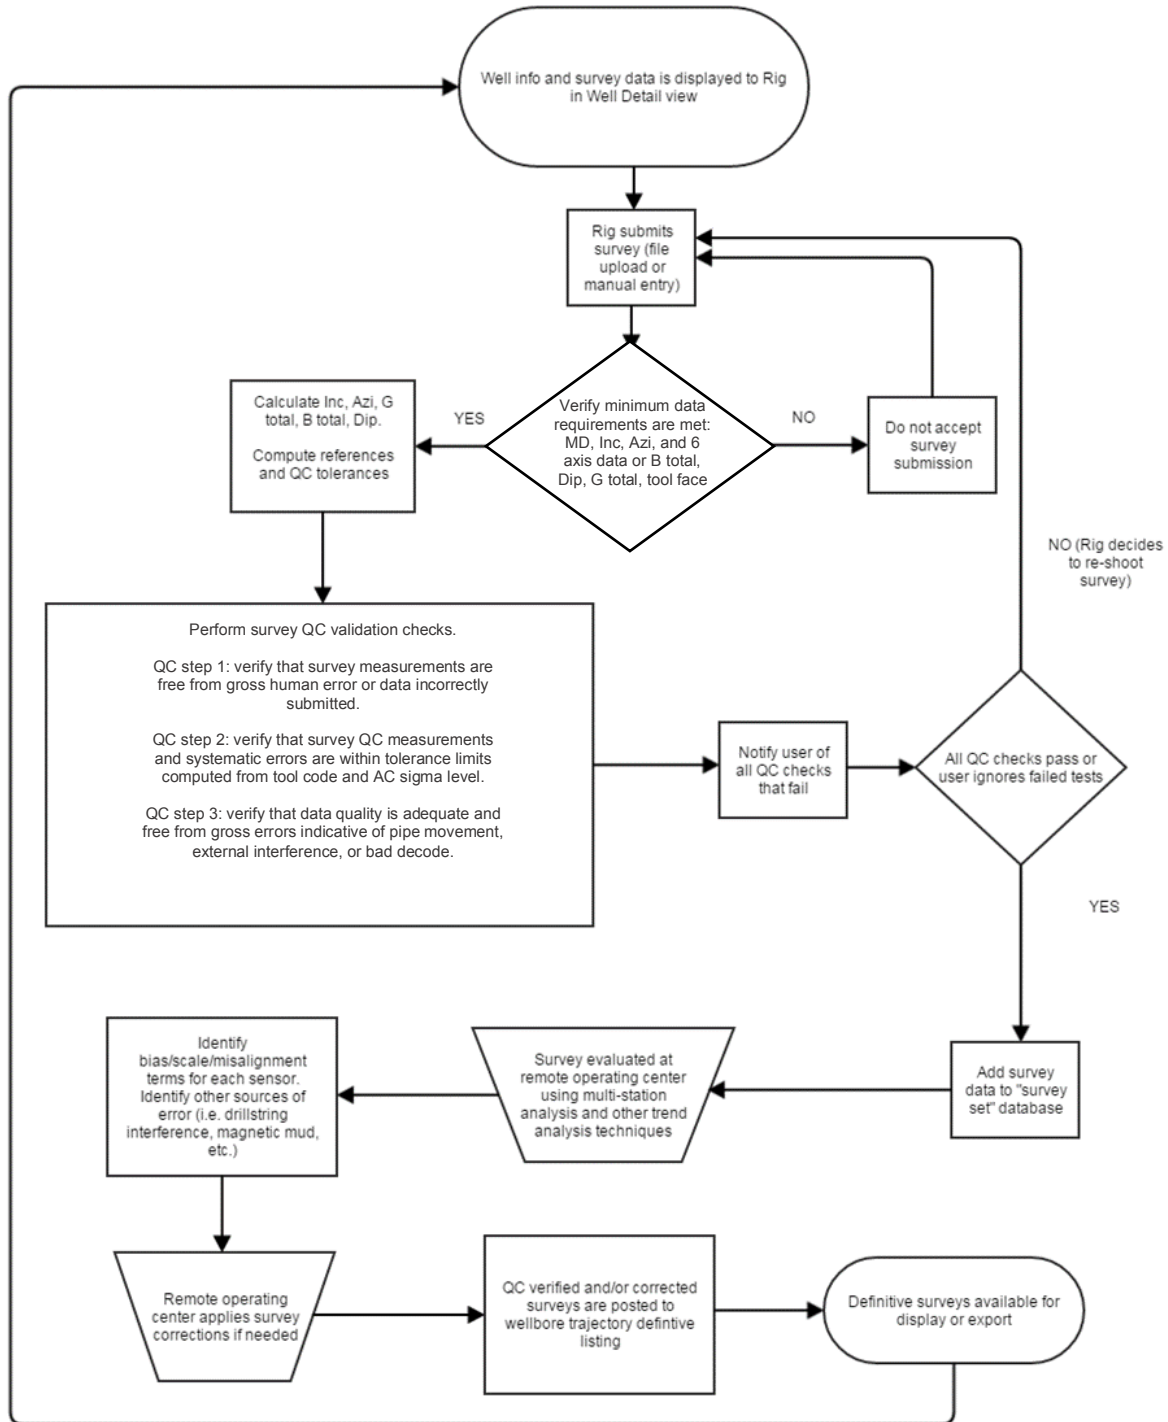 Well info and survey data is displayed to Rig
in Well Detail view
Rig submits
survey (file
upload or
manual entry)
Verify minimum data
requirements are met:
MD, Inc, Azi, and 6
axis data or B total,
Dip, G total, tool face
YES
NO
Calculate Inc, Azi, G
total, B total, Dip.
Compute references
and QC tolerances
Do not accept
survey
submission
NO (Rig decides
to re-shoot
survey)
Perform survey QC validation checks.
QC step 1: verify that survey measurements are
free from gross human error or data incorrectly
submitted.
QC step 2: verify that survey QC measurements
and systematic errors are within tolerance limits
computed from tool code and AC sigma level.
QC step 3: verify that data quality is adequate and
free from gross errors indicative of pipe movement,
external interference, or bad decode.
Notify user of
all QC checks
that fail
All QC checks pass or
user ignores failed tests
YES
Add survey
data to "survey
set" database
Survey evaluated at
remote operating center
using multi-station
analysis and other trend
analysis techniques
Identify
bias/scale/misalignment
terms for each sensor.
Identify other sources of
error (i.e. drillstring
interference, magnetic mud,
etc.)
Remote operating
center applies survey
corrections if needed
QC verified and/or corrected
surveys are posted to
wellbore trajectory defintive
listing
Definitive surveys available for
display or export